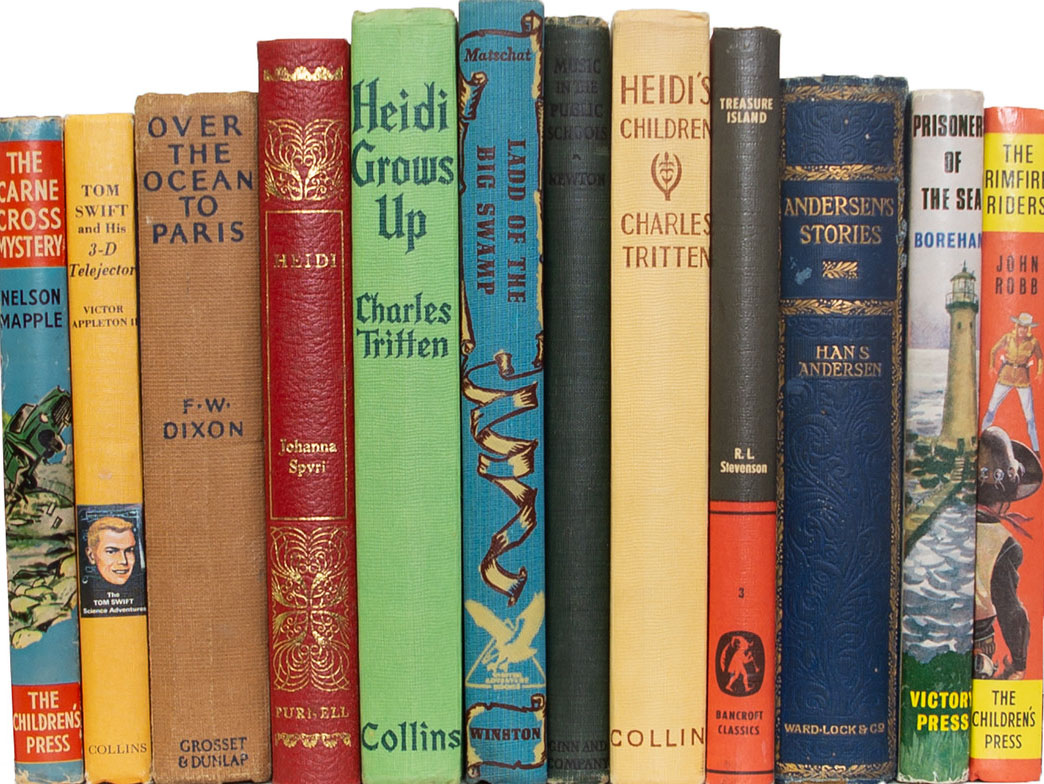 THE
CARNE
CROSS
MYSTERY
NELSON
MAPPLE
THE
CHILDREN'S
PRESS
TOM
SWIFT
and His
3-D
Telejector
VICTOR
APPLETON II
The
TOM SWIFT
Science Adventures
COLLINS
OVER
THE
OCEAN
TO
PARIS
F·W·
DIXON
GROSSET
& DUNLAP
HEIDI
Johanna
Spyri
PURNELL
Heidi
Grows
Up
Charles
Tritten
Collins
Matschat
LADD OF THE
BIG SWAMP
WINSTON
MUSIC
IN THE
PUBLIC
SCHOOLS
NEWTON
GINN AND
COMPANY
HEIDI'S
CHILDREN
CHARLES
TRITTEN
COLLIN
TREASURE
ISLAND
R. L.
Stevenson
3
BANCROFT
CLASSICS
ANDERSEN'S
STORIES
HANS
ANDERSEN
WARD·LOCK & CO
PRISONER
OF
THE SEA
BOREHAM
VICTORY
PRESS
THE
RIMFIRE
RIDERS
JOHN
ROBB
THE
CHILDREN'S
PRESS